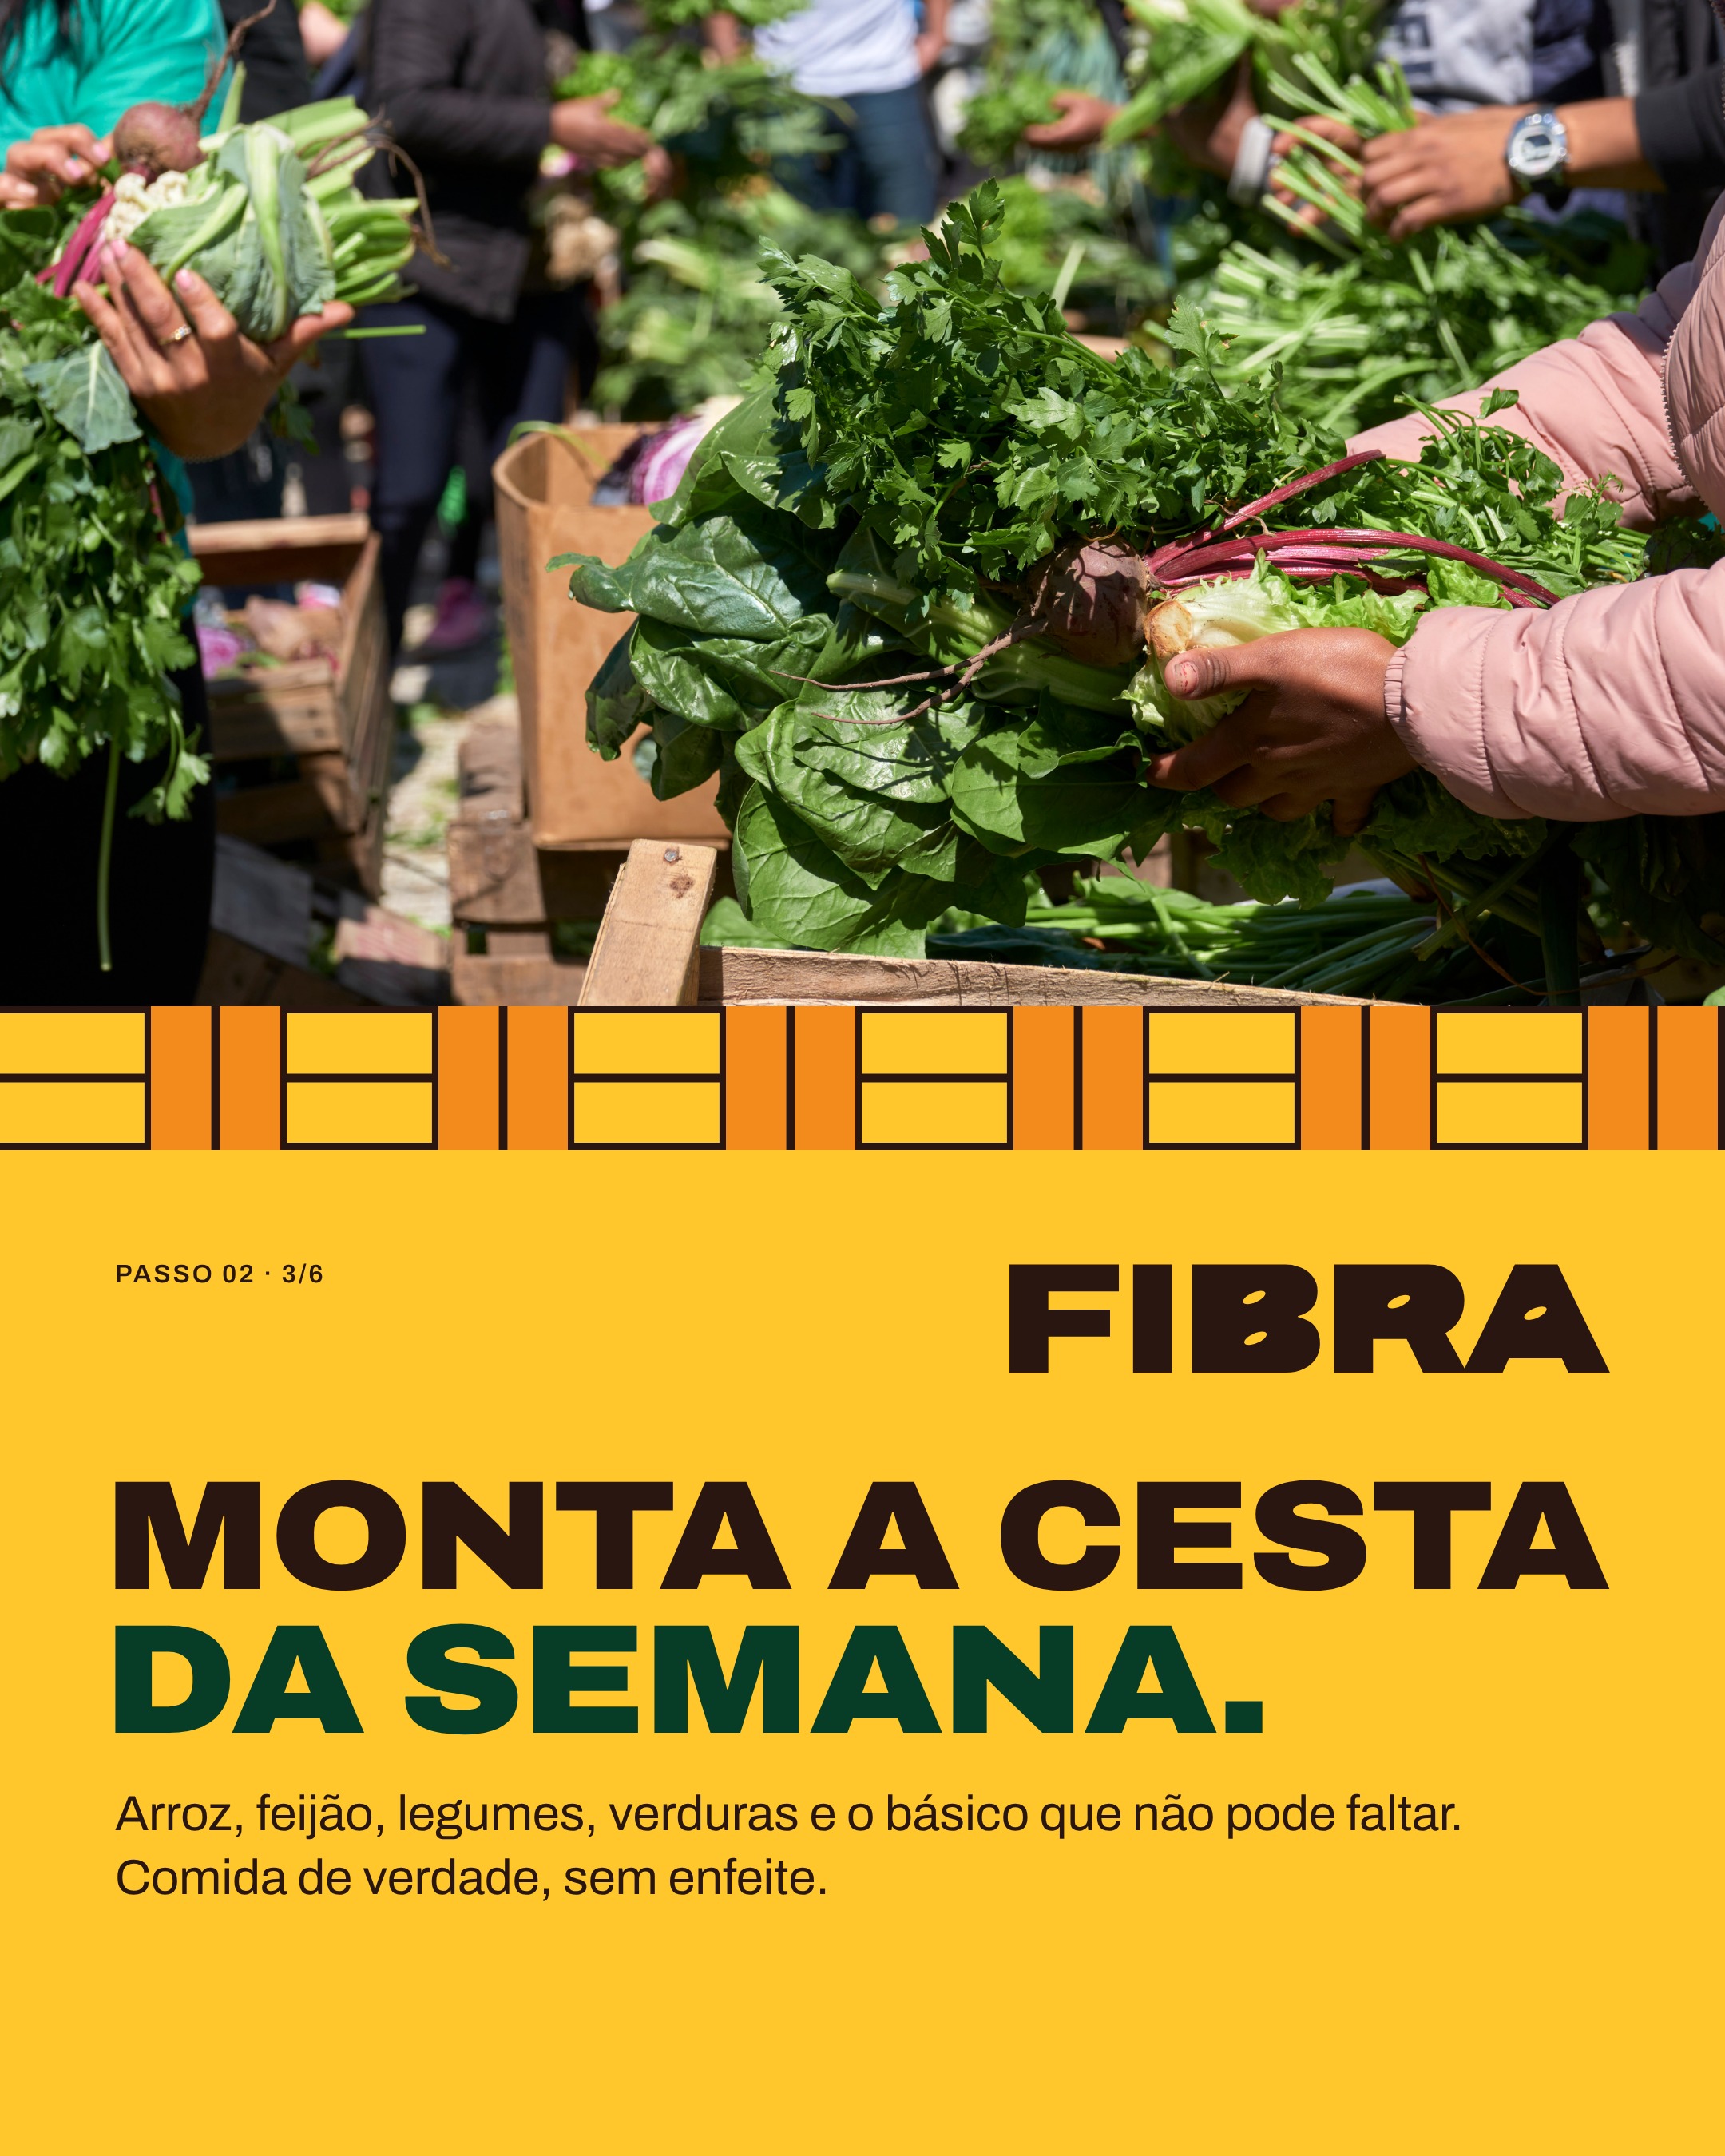 PASSO 02 · 3/6
FIBRA
MONTA A CESTA
DA SEMANA.
Arroz, feijão, legumes, verduras e o básico que não pode faltar.
Comida de verdade, sem enfeite.